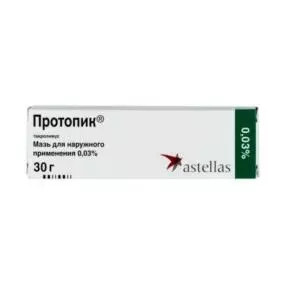 Протопик®
такролимус
Мазь для наружного
применения 0,03%
30 г
astellas
0,03%